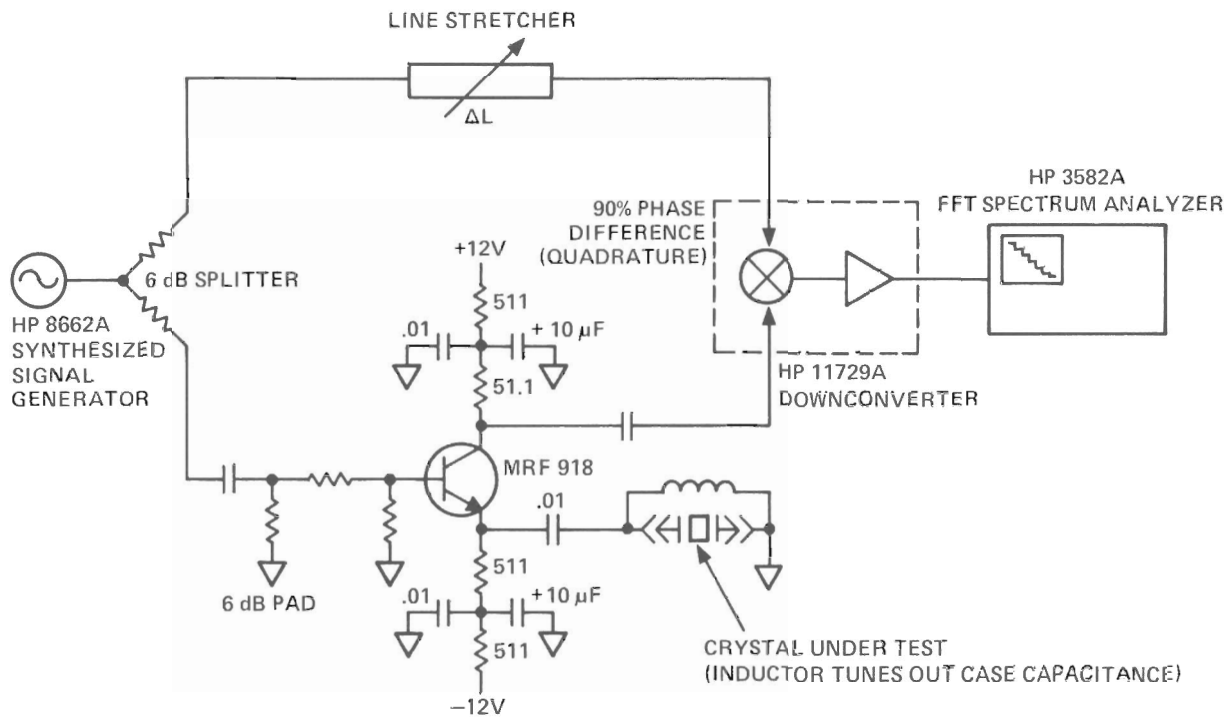 LINE STRETCHER
ΔL
HP 3582A
FFT SPECTRUM ANALYZER
90% PHASE
DIFFERENCE
(QUADRATURE)
+12V
511
6 dB SPLITTER
.01
+ 10 µF
HP 8662A
SYNTHESIZED
SIGNAL
GENERATOR
51.1
HP 11729A
DOWNCONVERTER
MRF 918
.01
511
6 dB PAD
.01
+ 10 µF
511
CRYSTAL UNDER TEST
(INDUCTOR TUNES OUT CASE CAPACITANCE)
−12V